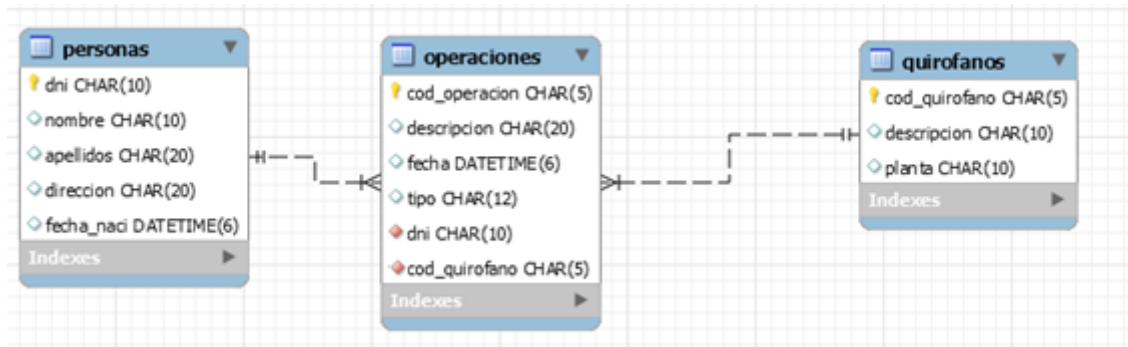 personas
dni CHAR(10)
nombre CHAR(10)
apellidos CHAR(20)
direccion CHAR(20)
fecha_naci DATETIME(6)
Indexes
operaciones
cod_operacion CHAR(5)
descripcion CHAR(20)
fecha DATETIME(6)
tipo CHAR(12)
dni CHAR(10)
cod_quirofano CHAR(5)
Indexes
quirofanos
cod_quirofano CHAR(5)
descripcion CHAR(10)
planta CHAR(10)
Indexes